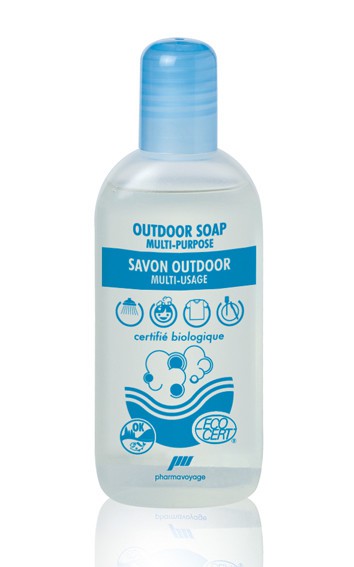 OUTDOOR SOAP
MULTI-PURPOSE
SAVON OUTDOOR
MULTI-USAGE
certifié biologique
OK
ECO
CERT
®
pharmavoyage